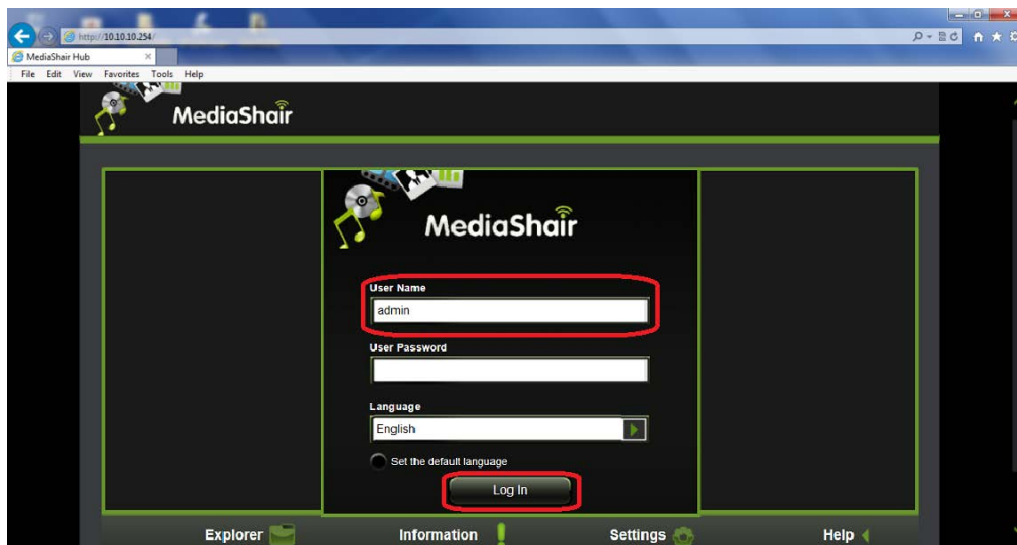 http://10.10.10.254/
MediaShair Hub
File Edit View Favorites Tools Help
MediaShair
MediaShair
User Name
admin
User Password
Language
English
Set the default language
Log In
Explorer Information Settings Help